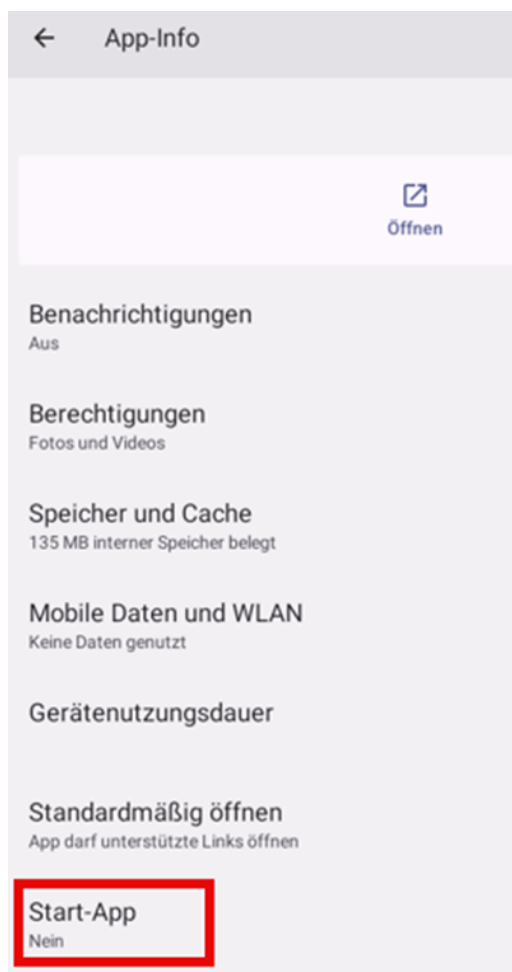 App-Info
Öffnen
Benachrichtigungen
Aus
Berechtigungen
Fotos und Videos
Speicher und Cache
135 MB interner Speicher belegt
Mobile Daten und WLAN
Keine Daten genutzt
Gerätenutzungsdauer
Standardmäßig öffnen
App darf unterstützte Links öffnen
Start-App
Nein